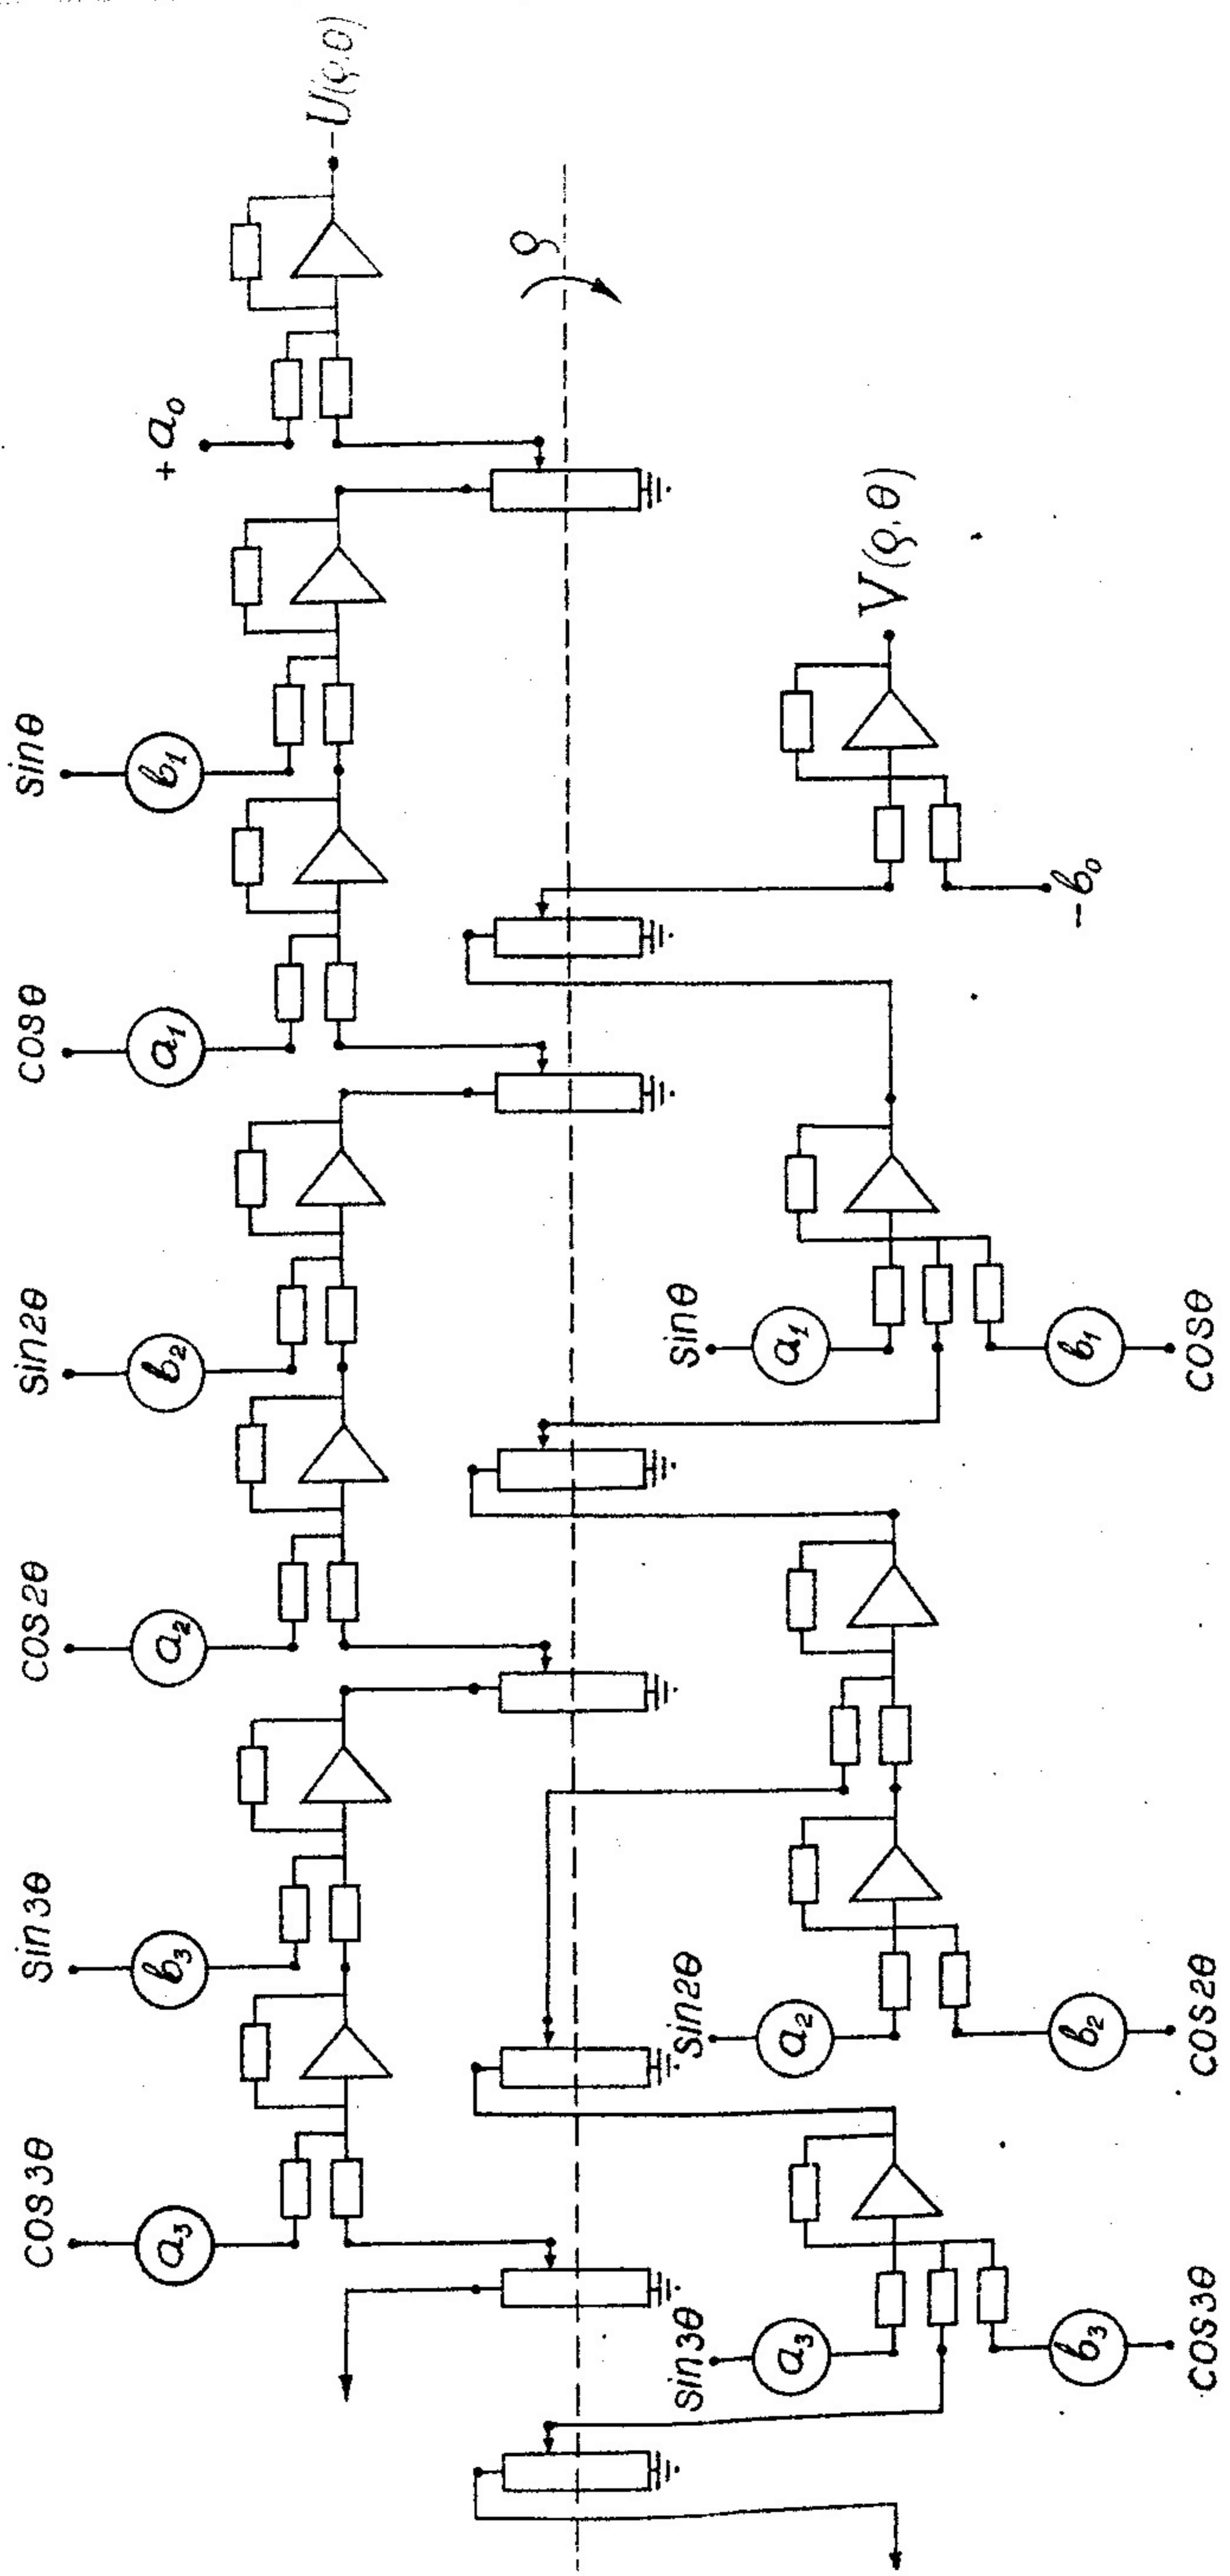 cos3θ
sin3θ
cos2θ
sin2θ
cosθ
sinθ
a₃
b₃
a₂
b₂
a₁
b₁
+a₀
U(ρ,θ)
ρ
sin3θ
sin2θ
sinθ
V(ρ,θ)
a₃
a₂
a₁
b₃
b₂
b₁
-b₀
cos3θ
cos2θ
cosθ